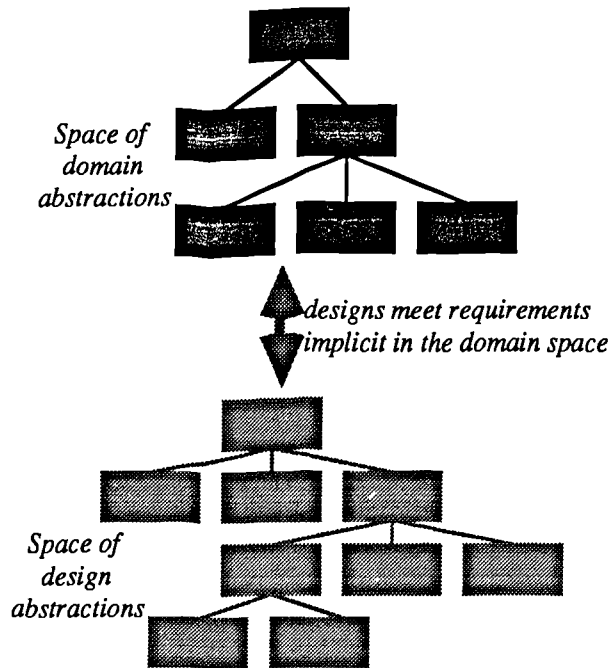 Space of
domain
abstractions
designs meet requirements
implicit in the domain space
Space of
design
abstractions